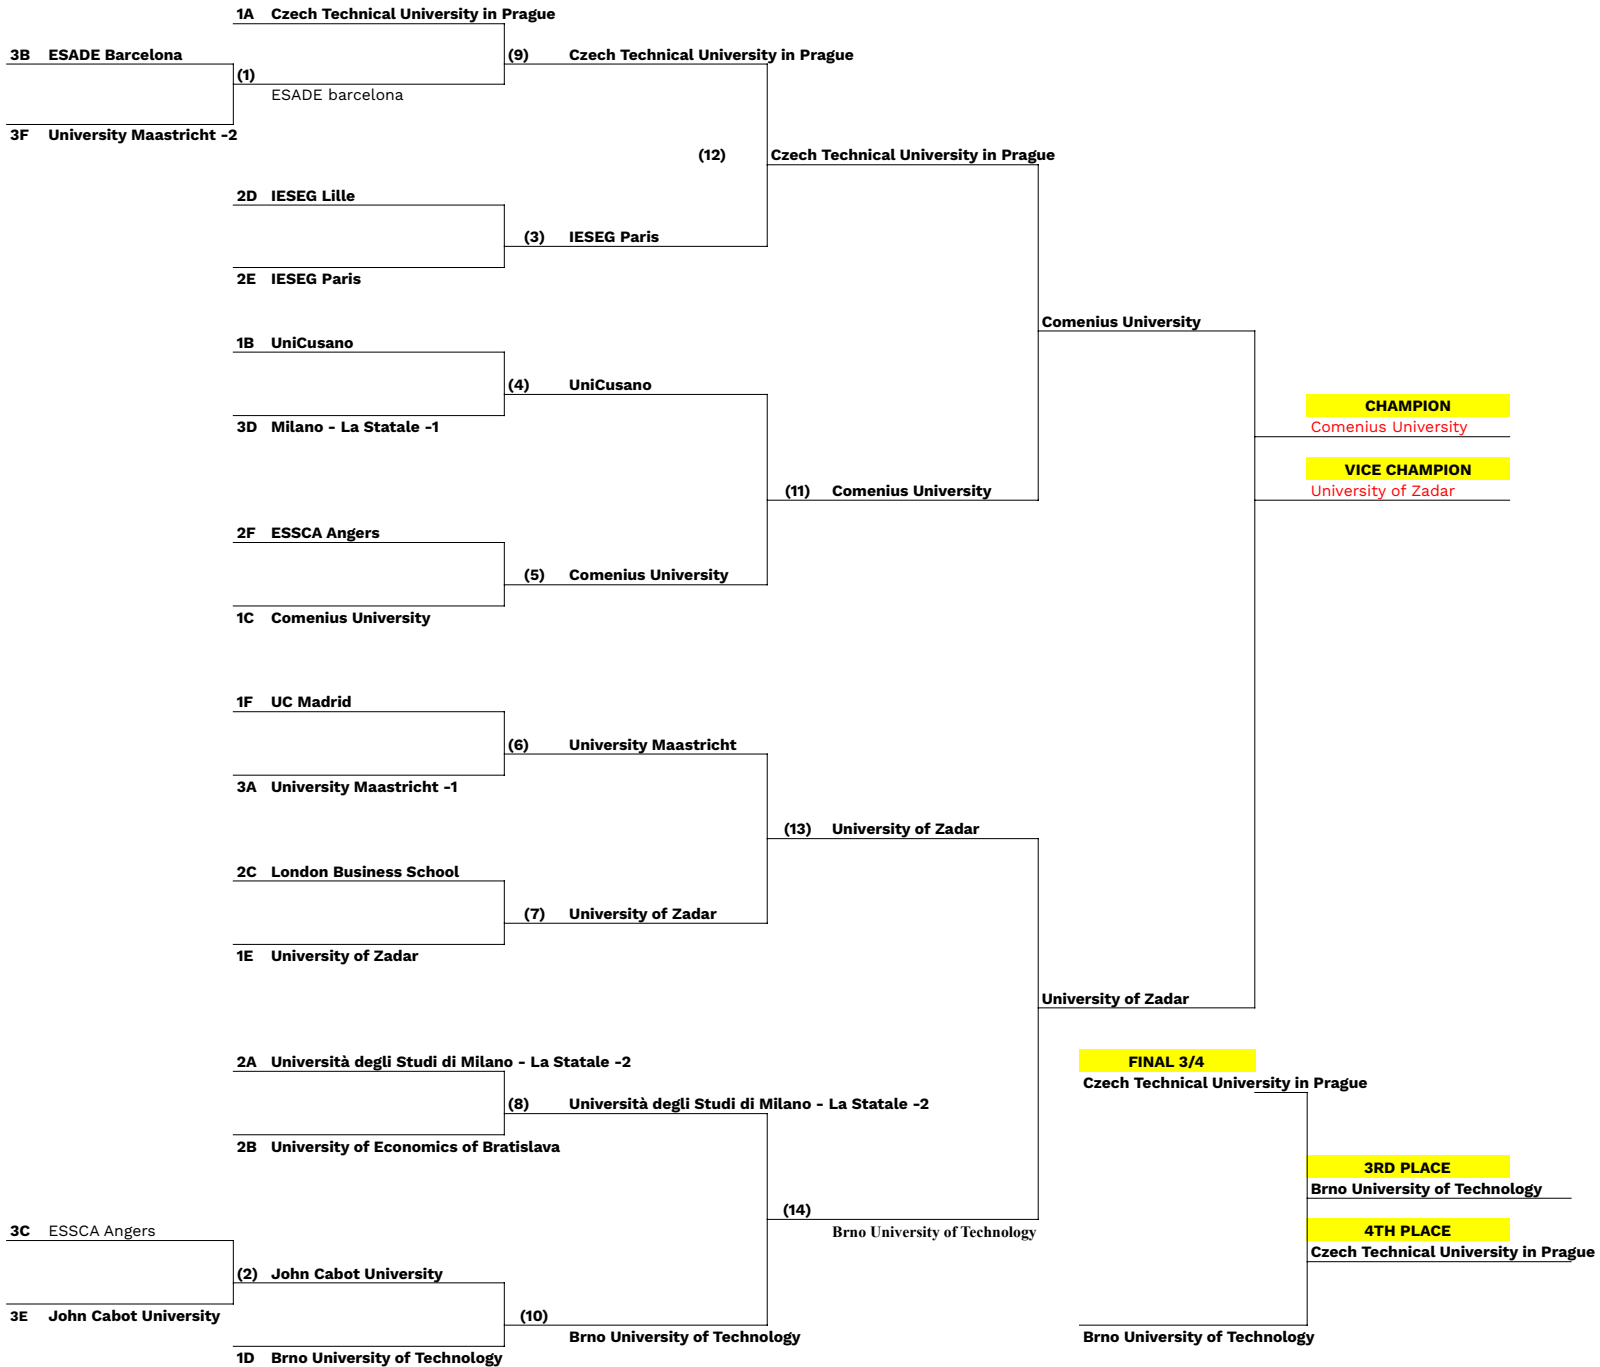 1A Czech Technical University in Prague
3B ESADE Barcelona
(9) Czech Technical University in Prague
(1)
ESADE barcelona
3F University Maastricht -2
(12) Czech Technical University in Prague
2D IESEG Lille
(3) IESEG Paris
2E IESEG Paris
Comenius University
1B UniCusano
(4) UniCusano
CHAMPION
3D Milano - La Statale -1
Comenius University
VICE CHAMPION
(11) Comenius University
University of Zadar
2F ESSCA Angers
(5) Comenius University
1C Comenius University
1F UC Madrid
(6) University Maastricht
3A University Maastricht -1
(13) University of Zadar
2C London Business School
(7) University of Zadar
1E University of Zadar
University of Zadar
2A Università degli Studi di Milano - La Statale -2
FINAL 3/4
Czech Technical University in Prague
(8) Università degli Studi di Milano - La Statale -2
2B University of Economics of Bratislava
3RD PLACE
Brno University of Technology
(14)
3C ESSCA Angers
Brno University of Technology
4TH PLACE
Czech Technical University in Prague
(2) John Cabot University
3E John Cabot University
(10)
Brno University of Technology
Brno University of Technology
1D Brno University of Technology